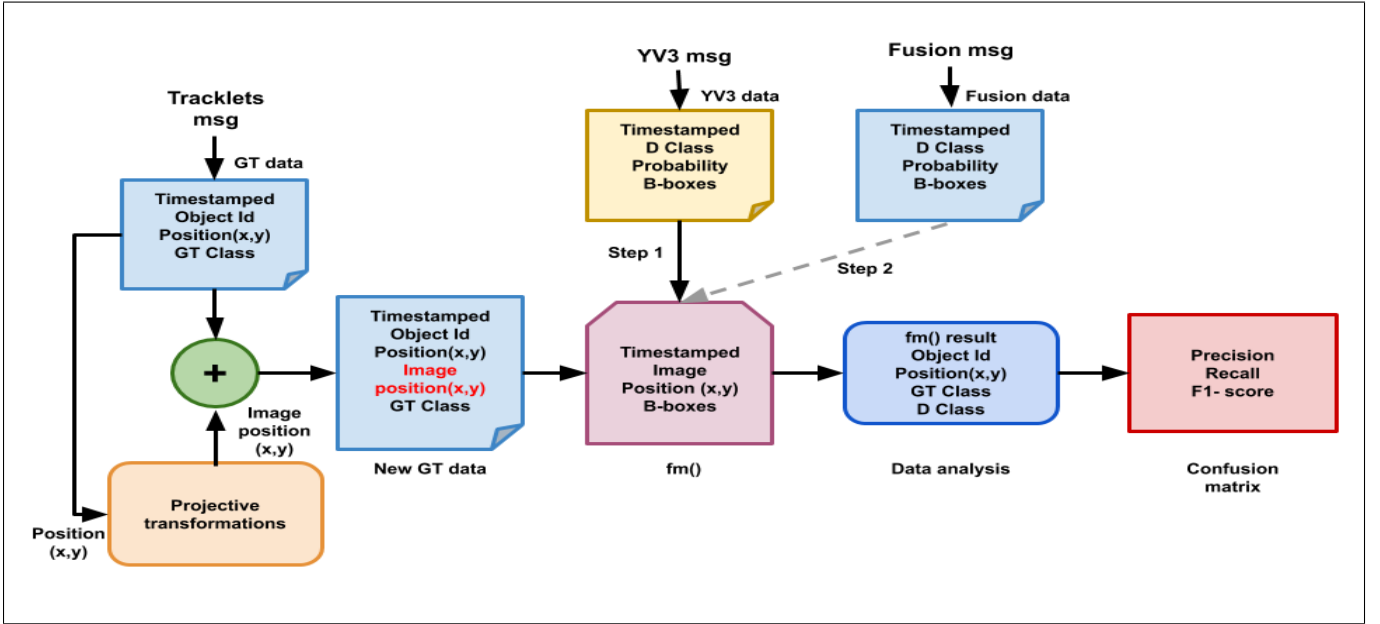 Tracklets
msg
GT data
Timestamped
Object Id
Position(x,y)
GT Class
+
Image
position
(x,y)
Projective
transformations
Position
(x,y)
Timestamped
Object Id
Position(x,y)
Image
position(x,y)
GT Class
New GT data
YV3 msg
YV3 data
Timestamped
D Class
Probability
B-boxes
Step 1
Fusion msg
Fusion data
Timestamped
D Class
Probability
B-boxes
Step 2
Timestamped
Image
Position (x,y)
B-boxes
fm()
fm() result
Object Id
Position(x,y)
GT Class
D Class
Data analysis
Precision
Recall
F1- score
Confusion
matrix